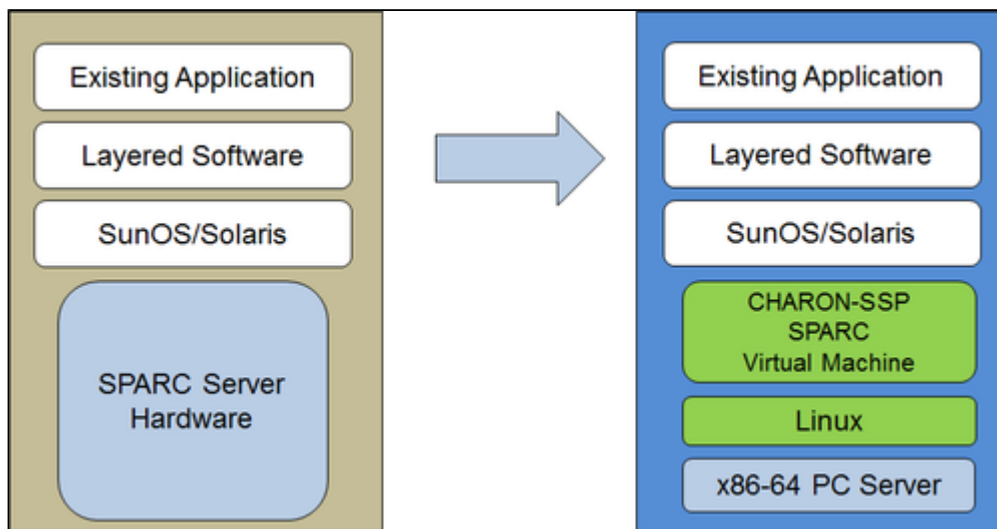 Existing Application
Layered Software
SunOS/Solaris
SPARC Server
Hardware
Existing Application
Layered Software
SunOS/Solaris
CHARON-SSP
SPARC
Virtual Machine
Linux
x86-64 PC Server